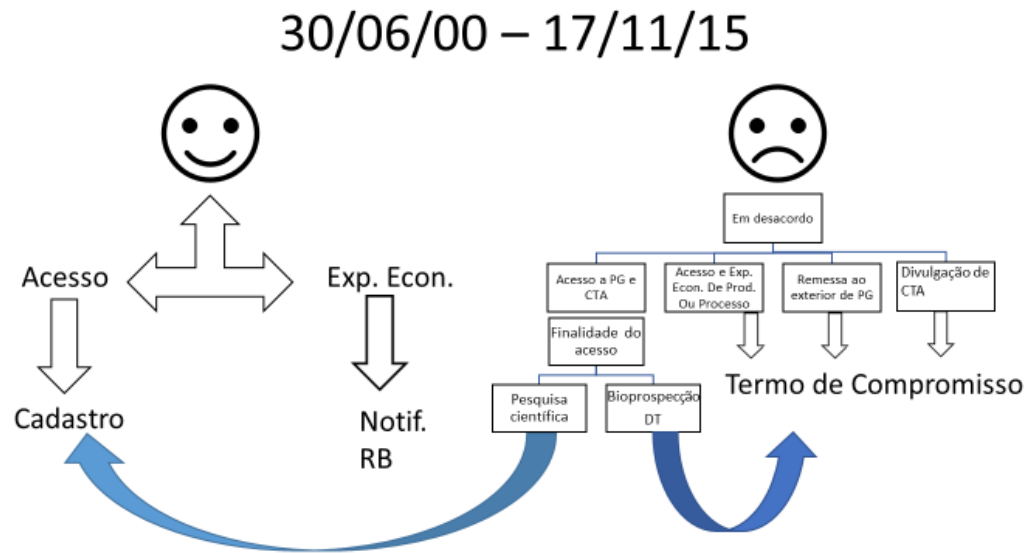 30/06/00 – 17/11/15
Acesso
Cadastro
Exp. Econ.
Notif.
RB
Em desacordo
Acesso a PG e
CTA
Acesso e Exp.
Econ. De Prod.
Ou Processo
Remessa ao
exterior de PG
Divulgação de
CTA
Finalidade do
acesso
Pesquisa
científica
Bioprospecção
DT
Termo de Compromisso